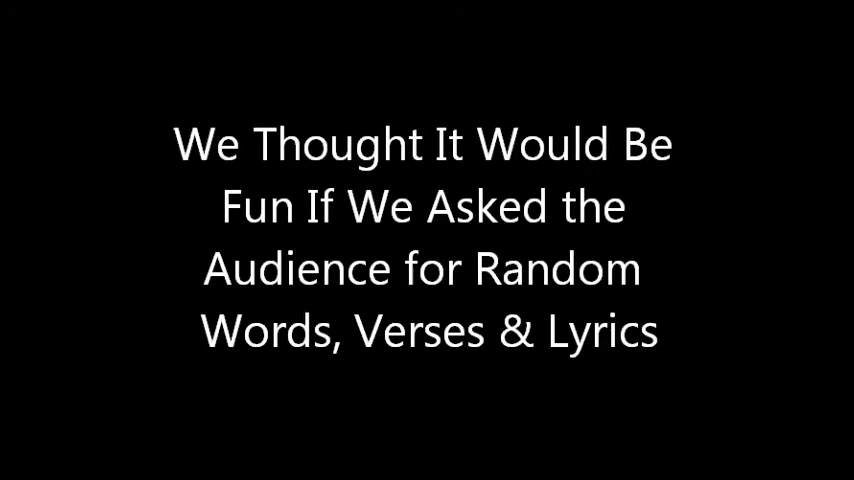 We Thought It Would Be
Fun If We Asked the
Audience for Random
Words, Verses & Lyrics